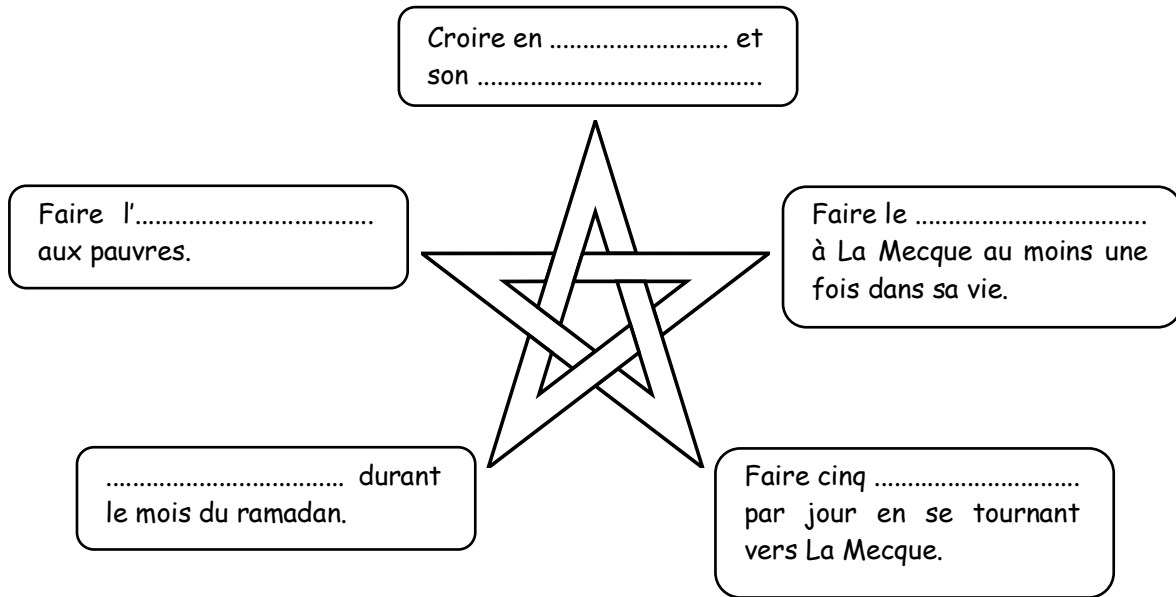 Croire en ........................... et
son ...........................................
Faire l'....................................
aux pauvres.
Faire le ...................................
à La Mecque au moins une
fois dans sa vie.
.................................... durant
le mois du ramadan.
Faire cinq ...............................
par jour en se tournant
vers La Mecque.